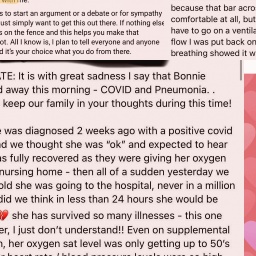 s to start an argument or a debate or for sympathy
just simply want to get this out there. If nothing else
s on the fence and this helps you make that
ot. All I know is, I plan to tell everyone and anyone
d it's your choice what you do from there.
because that bar acros
comfortable at all, but
have to go on a ventila
flow I was put back on
breathing showed it w
ATE: It is with great sadness I say that Bonnie
d away this morning - COVID and Pneumonia. .
keep our family in your thoughts during this time!
e was diagnosed 2 weeks ago with a positive covid
nd we thought she was “ok” and expected to hear
as fully recovered as they were giving her oxygen
nursing home - then all of a sudden yesterday we
old she was going to the hospital, never in a million
did we think in less than 24 hours she would be
💔 she has survived so many illnesses - this one
er, I just don't understand!! Even on supplemental
n, her oxygen sat level was only getting up to 50's